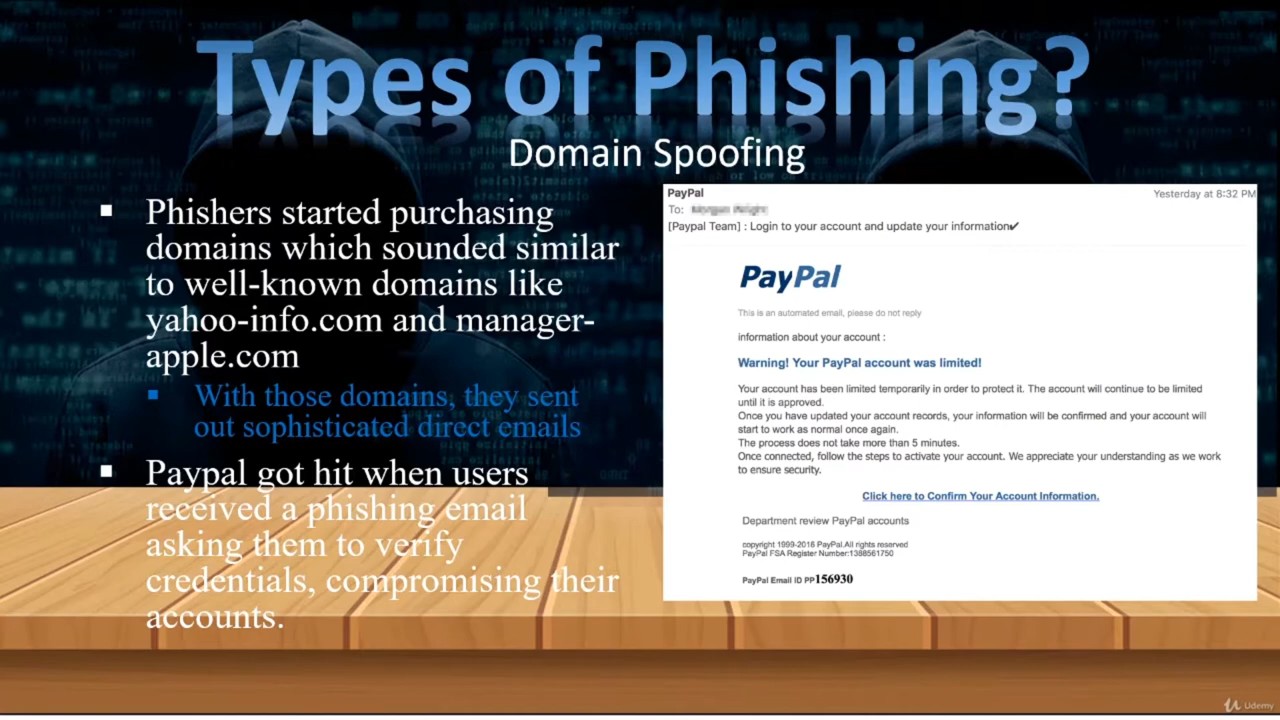 Types of Phishing?
Domain Spoofing
▪ Phishers started purchasing
domains which sounded similar
to well-known domains like
yahoo-info.com and manager-
apple.com
▪ With those domains, they sent
out sophisticated direct emails
▪ Paypal got hit when users
received a phishing email
asking them to verify
credentials, compromising their
accounts.
PayPal
Yesterday at 8:32 PM
To:
[Paypal Team] : Login to your account and update your information✔
PayPal
This is an automated email, please do not reply
information about your account :
Warning! Your PayPal account was limited!
Your account has been limited temporarily in order to protect it. The account will continue to be limited
until it is approved.
Once you have updated your account records, your information will be confirmed and your account will
start to work as normal once again.
The process does not take more than 5 minutes.
Once connected, follow the steps to activate your account. We appreciate your understanding as we work
to ensure security.
Click here to Confirm Your Account Information.
Department review PayPal accounts
copyright 1999-2016 PayPal.All rights reserved
PayPal FSA Register Number:1388561750
PayPal Email ID PP156930
Udemy